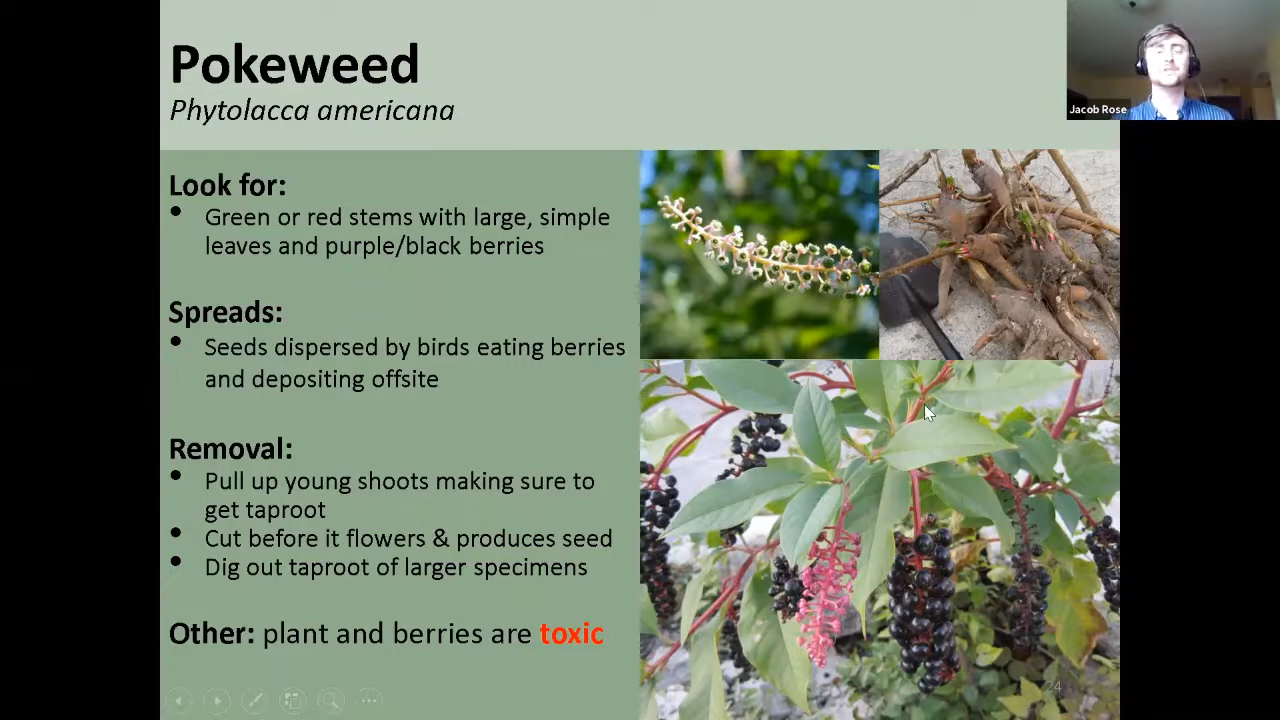 Pokeweed
Phytolacca americana
Jacob Rose
Look for:
• Green or red stems with large, simple
leaves and purple/black berries
Spreads:
• Seeds dispersed by birds eating berries
and depositing offsite
Removal:
• Pull up young shoots making sure to
get taproot
• Cut before it flowers & produces seed
• Dig out taproot of larger specimens
Other: plant and berries are toxic
24